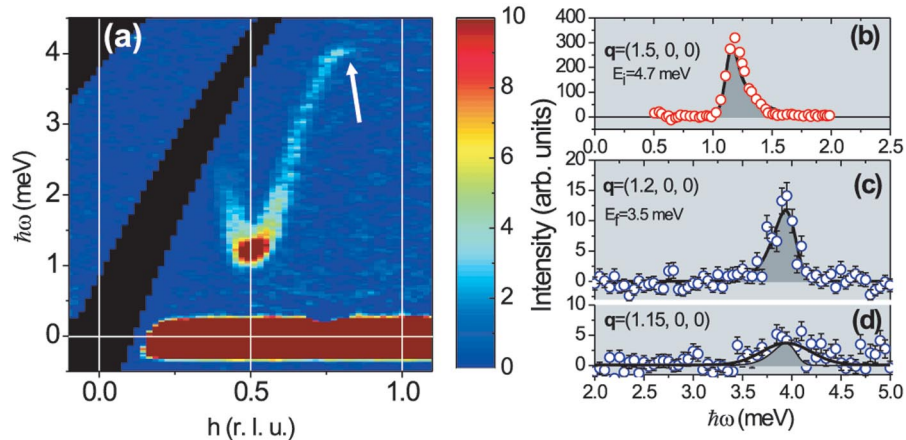 (a)
4
3
2
1
0
ħω (meV)
0.0
0.5
1.0
h (r. l. u.)
10
8
6
4
2
0
Intensity (arb. units)
400
300
200
100
0
(b)
q=(1.5, 0, 0)
Ei=4.7 meV
0.0 0.5 1.0 1.5 2.0 2.5
20
15
10
5
0
(c)
q=(1.2, 0, 0)
Ef=3.5 meV
10
5
0
(d)
q=(1.15, 0, 0)
2.0 2.5 3.0 3.5 4.0 4.5 5.0
ħω (meV)